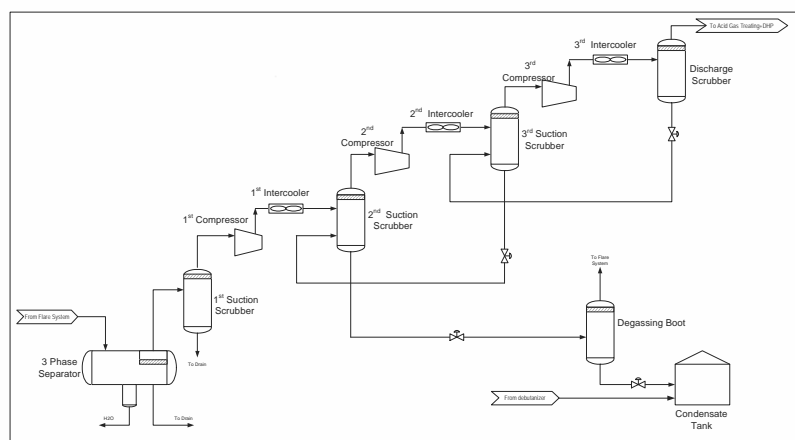 To Acid Gas Treating-DHP
3rd Intercooler
3rd
Compressor
Discharge
Scrubber
2nd Intercooler
2nd
Compressor
3rd Suction
Scrubber
1st Intercooler
1st Compressor
2nd Suction
Scrubber
To Flare
System
1st Suction
Scrubber
From Flare System
Degassing Boot
3 Phase
Separator
To Drain
From debutanizer
H2O
To Drain
Condensate
Tank